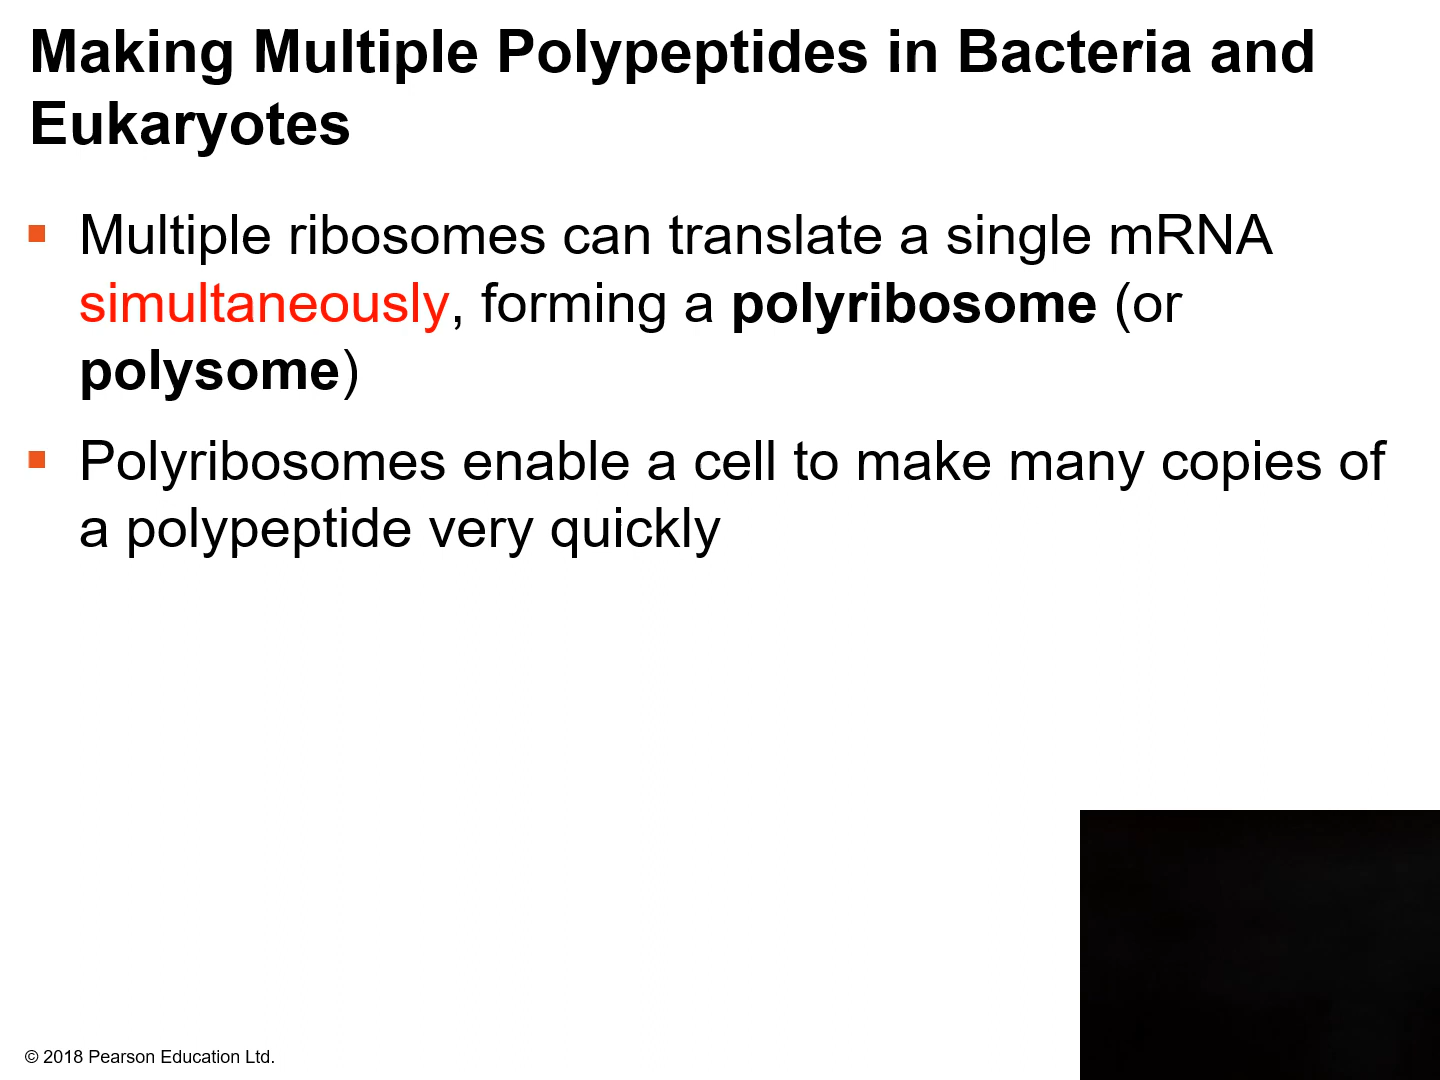 Making Multiple Polypeptides in Bacteria and
Eukaryotes
Multiple ribosomes can translate a single mRNA
simultaneously, forming a polyribosome (or
polysome)
Polyribosomes enable a cell to make many copies of
a polypeptide very quickly
© 2018 Pearson Education Ltd.